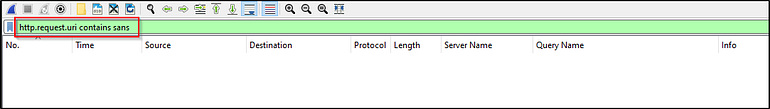 http.request.uri contains sans
No. Time Source Destination Protocol Length Server Name Query Name Info